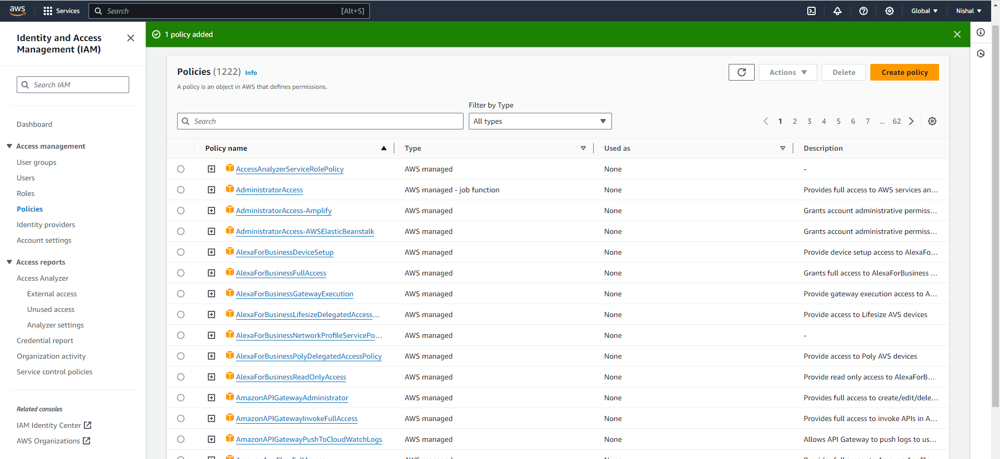 aws
Services
Search
[Alt+S]
Global
Nishal
Identity and Access
Management (IAM)
Search IAM
Dashboard
Access management
User groups
Users
Roles
Policies
Identity providers
Account settings
Access reports
Access Analyzer
External access
Unused access
Analyzer settings
Credential report
Organization activity
Service control policies
Related consoles
IAM Identity Center
AWS Organizations
1 policy added
Policies (1222) Info
A policy is an object in AWS that defines permissions.
Actions
Delete
Create policy
Filter by Type
Search
All types
1 2 3 4 5 6 7 ... 62
Policy name Type Used as Description
AccessAnalyzerServiceRolePolicy AWS managed None -
AdministratorAccess AWS managed - job function None Provides full access to AWS services an...
AdministratorAccess-Amplify AWS managed None Grants account administrative permiss...
AdministratorAccess-AWSElasticBeanstalk AWS managed None Grants account administrative permiss...
AlexaForBusinessDeviceSetup AWS managed None Provide device setup access to AlexaFo...
AlexaForBusinessFullAccess AWS managed None Grants full access to AlexaForBusiness ...
AlexaForBusinessGatewayExecution AWS managed None Provide gateway execution access to A...
AlexaForBusinessLifesizeDelegatedAccess... AWS managed None Provide access to Lifesize AVS devices
AlexaForBusinessNetworkProfileServicePo... AWS managed None -
AlexaForBusinessPolyDelegatedAccessPolicy AWS managed None Provide access to Poly AVS devices
AlexaForBusinessReadOnlyAccess AWS managed None Provide read only access to AlexaForB...
AmazonAPIGatewayAdministrator AWS managed None Provides full access to create/edit/dele...
AmazonAPIGatewayInvokeFullAccess AWS managed None Provides full access to invoke APIs in A...
AmazonAPIGatewayPushToCloudWatchLogs AWS managed None Allows API Gateway to push logs to us...